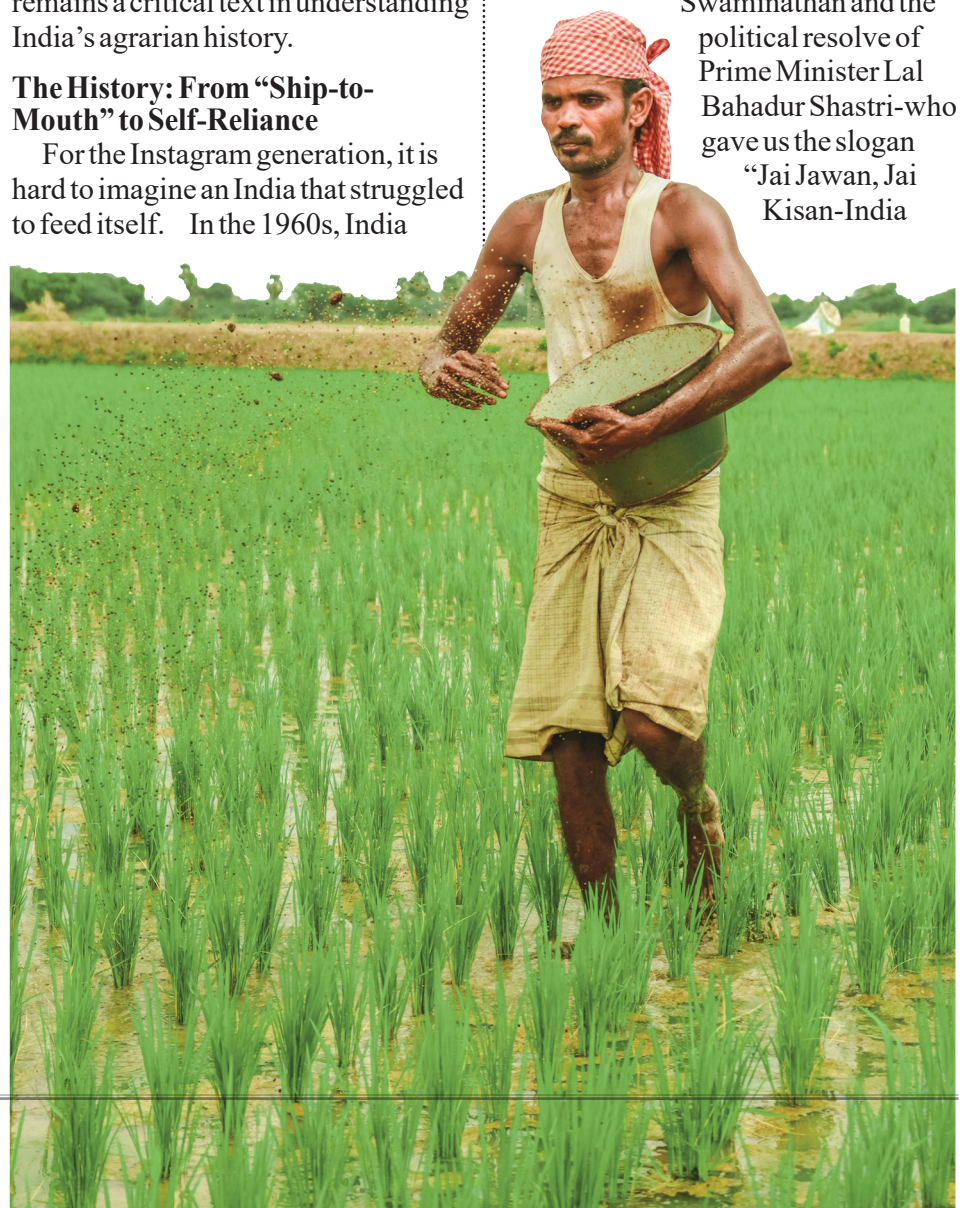 remains a critical text in understanding
India’s agrarian history.
The History: From “Ship-to-
Mouth” to Self-Reliance
For the Instagram generation, it is
hard to imagine an India that struggled
to feed itself. In the 1960s, India
Swaminathan and the
political resolve of
Prime Minister Lal
Bahadur Shastri-who
gave us the slogan
“Jai Jawan, Jai
Kisan-India